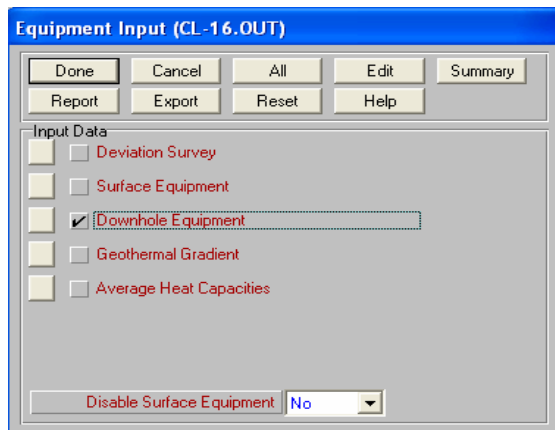 Equipment Input (CL-16.OUT)
Done Cancel All Edit Summary
Report Export Reset Help
Input Data
Deviation Survey
Surface Equipment
Downhole Equipment
Geothermal Gradient
Average Heat Capacities
Disable Surface Equipment No